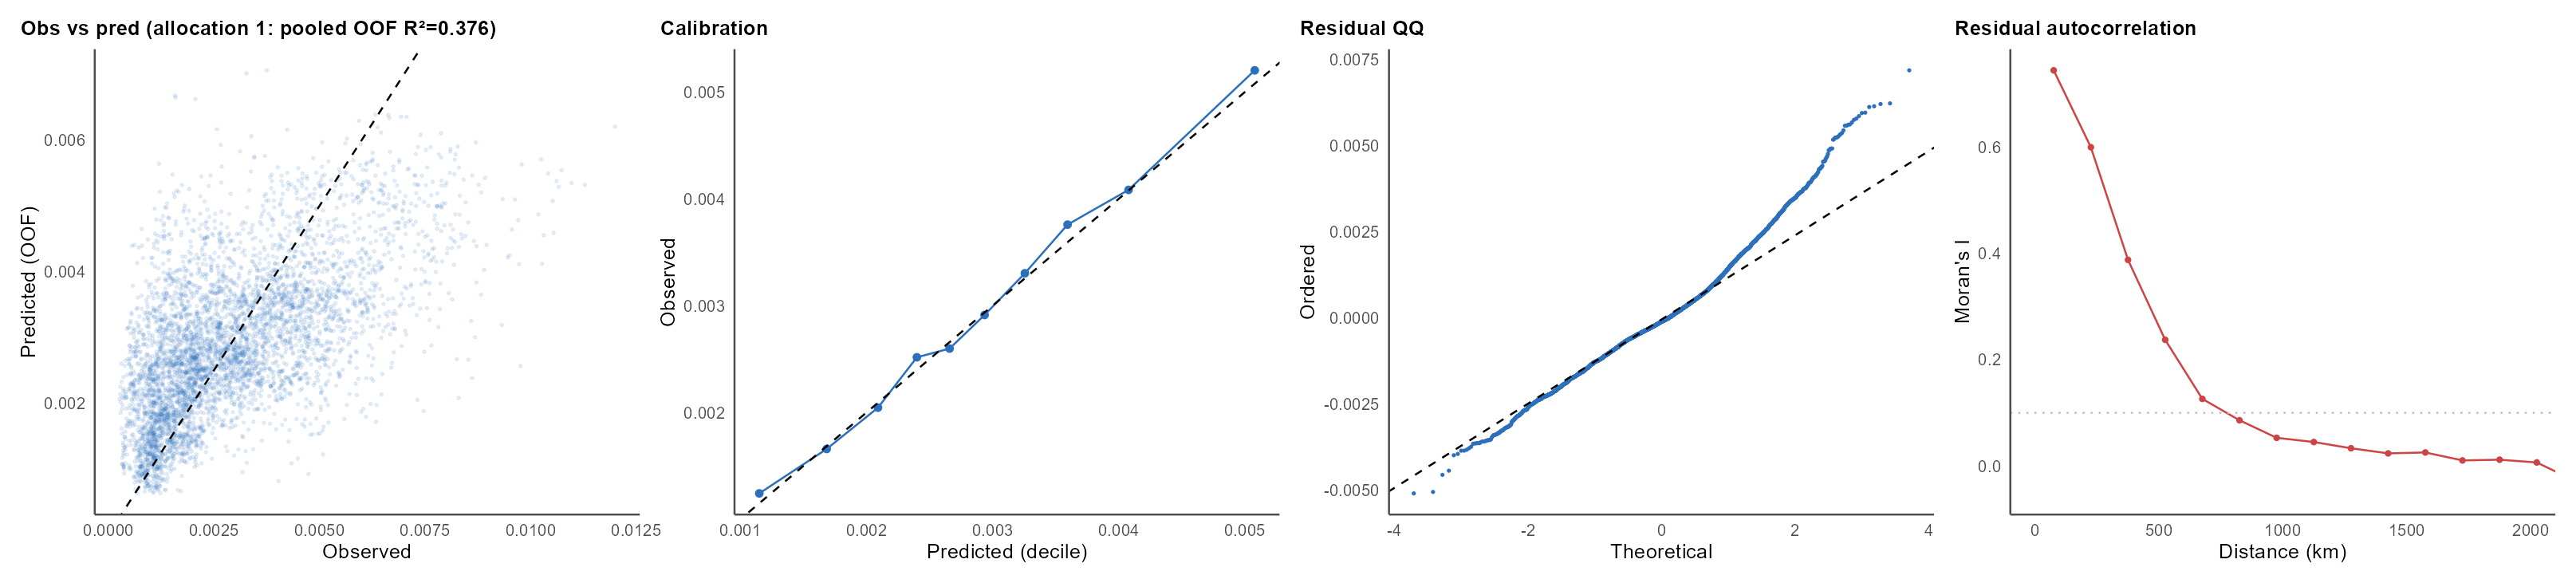 Obs vs pred (allocation 1: pooled OOF R²=0.376)
Predicted (OOF)
0.006
0.004
0.002
0.0000 0.0025 0.0050 0.0075 0.0100 0.0125
Observed
Calibration
Observed
0.005
0.004
0.003
0.002
0.001 0.002 0.003 0.004 0.005
Predicted (decile)
Residual QQ
Ordered
0.0075
0.0050
0.0025
0.0000
-0.0025
-0.0050
-4 -2 0 2 4
Theoretical
Residual autocorrelation
Moran's I
0.6
0.4
0.2
0.0
0 500 1000 1500 2000
Distance (km)